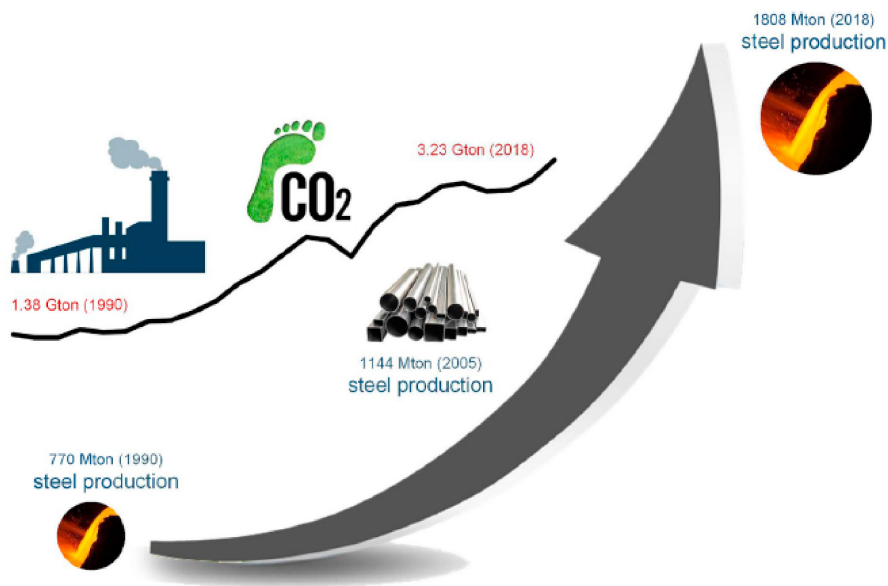 1808 Mton (2018)
steel production
3.23 Gton (2018)
CO2
1.38 Gton (1990)
1144 Mton (2005)
steel production
770 Mton (1990)
steel production